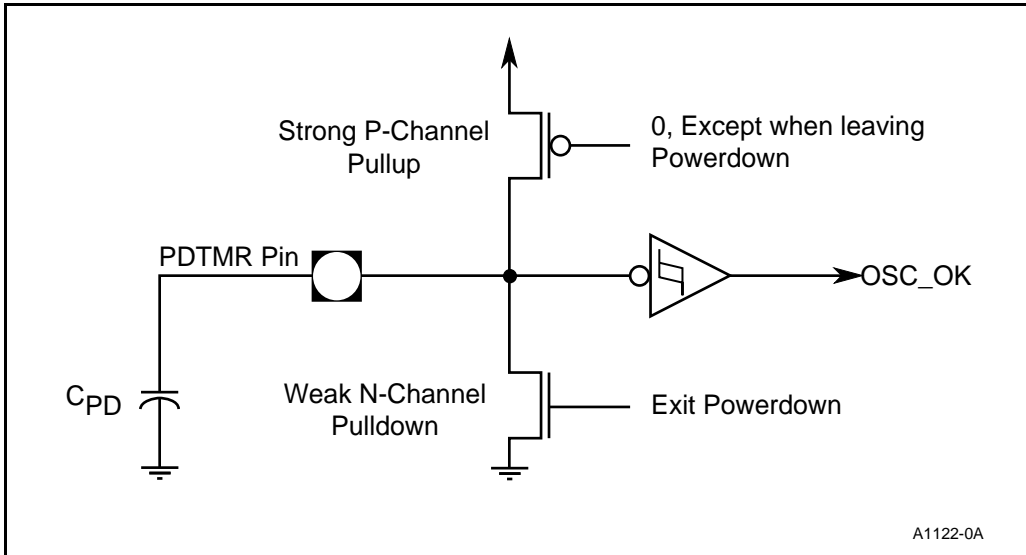 Strong P-Channel
Pullup
0, Except when leaving
Powerdown
PDTMR Pin
OSC_OK
CPD
Weak N-Channel
Pulldown
Exit Powerdown
A1122-0A